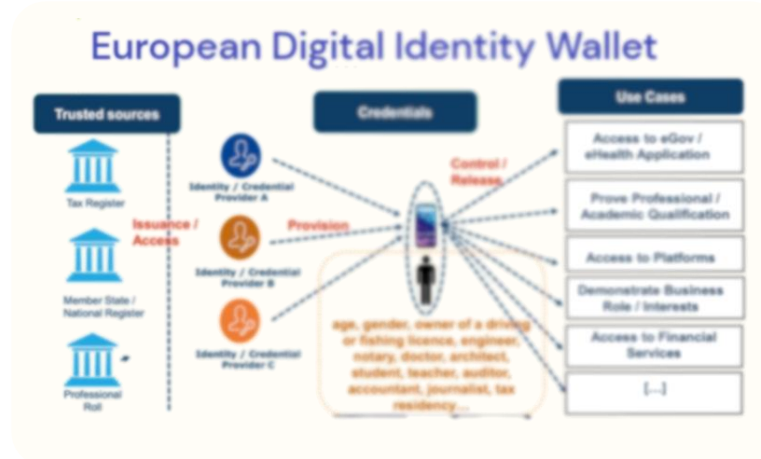 European Digital Identity Wallet
Trusted sources
Credentials
Use Cases
Tax Register
Member State /
National Register
Professional
Roll
Issuance /
Access
Identity / Credential
Provider A
Identity / Credential
Provider B
Identity / Credential
Provider C
Provision
Control /
Release
age, gender, owner of a driving
or fishing licence, engineer,
notary, doctor, architect,
student, teacher, auditor,
accountant, journalist, tax
residency...
Access to eGov /
eHealth Application
Prove Professional /
Academic Qualification
Access to Platforms
Demonstrate Business
Role / Interests
Access to Financial
Services
[...]